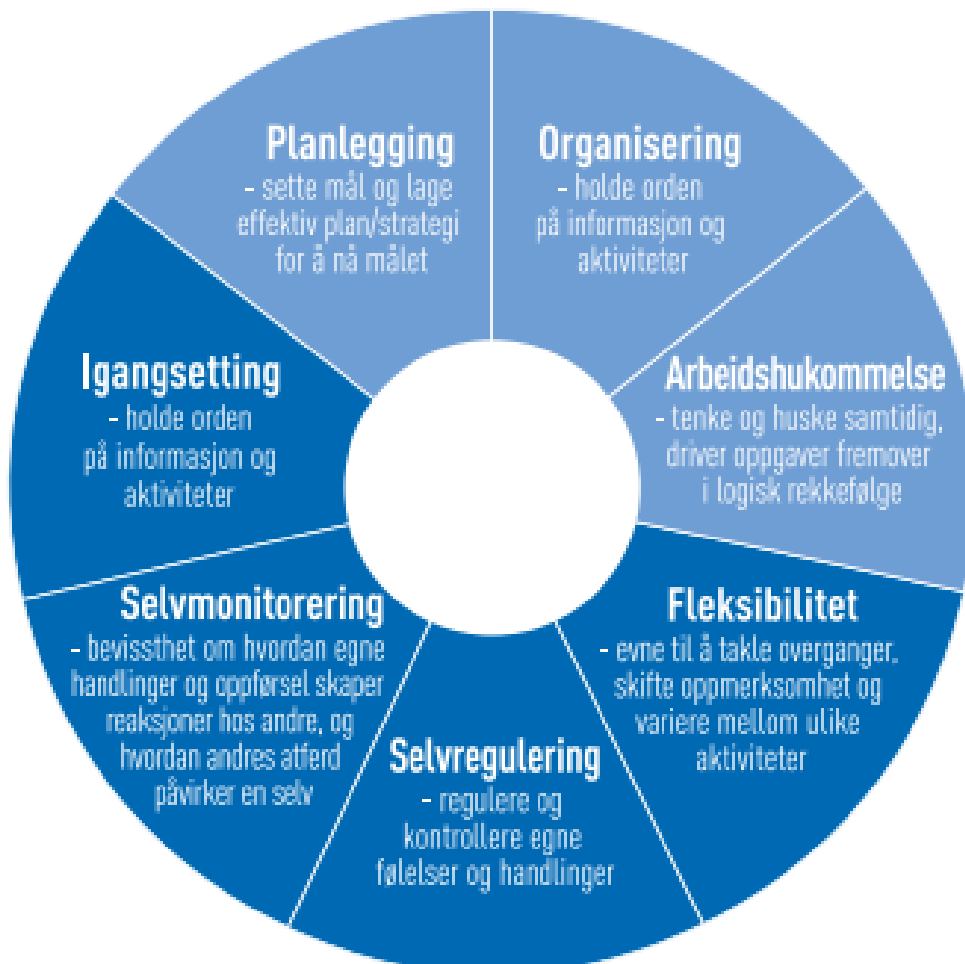 Planlegging
- sette mål og lage
effektiv plan/strategi
for å nå målet
Organisering
- holde orden
på informasjon og
aktiviteter
Arbeidshukommelse
- tenke og huske samtidig,
driver oppgaver fremover
i logisk rekkefølge
Fleksibilitet
- evne til å takle overganger,
skifte oppmerksomhet og
variere mellom ulike
aktiviteter
Selvregulering
- regulere og
kontrollere egne
følelser og handlinger
Selvmonitorering
- bevissthet om hvordan egne
handlinger og oppførsel skaper
reaksjoner hos andre, og
hvordan andres atferd
påvirker en selv
Igangsetting
- holde orden
på informasjon og
aktiviteter